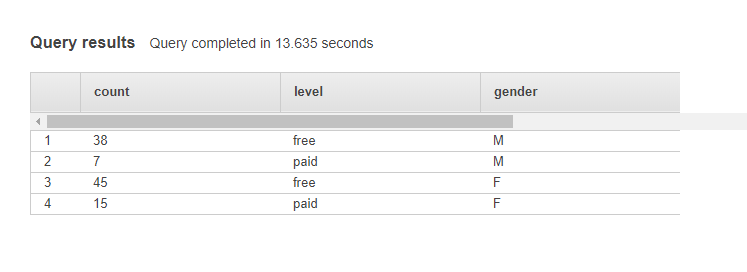 Query results Query completed in 13.635 seconds
count level gender
1 38 free M
2 7 paid M
3 45 free F
4 15 paid F